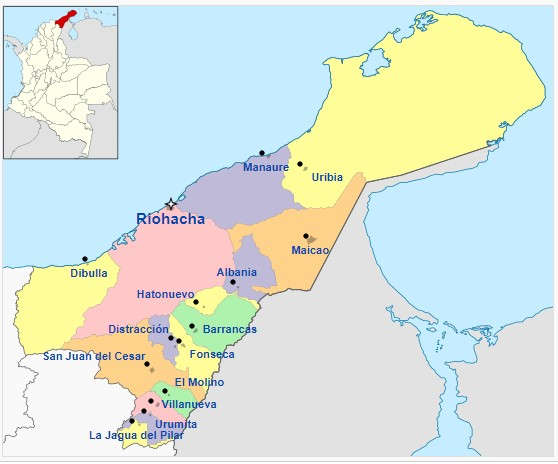 Manaure
Uribia
Riohacha
Maicao
Dibulla
Albania
Hatonuevo
Distracción
Barrancas
Fonseca
San Juan del Cesar
El Molino
Villanueva
Urumita
La Jagua del Pilar